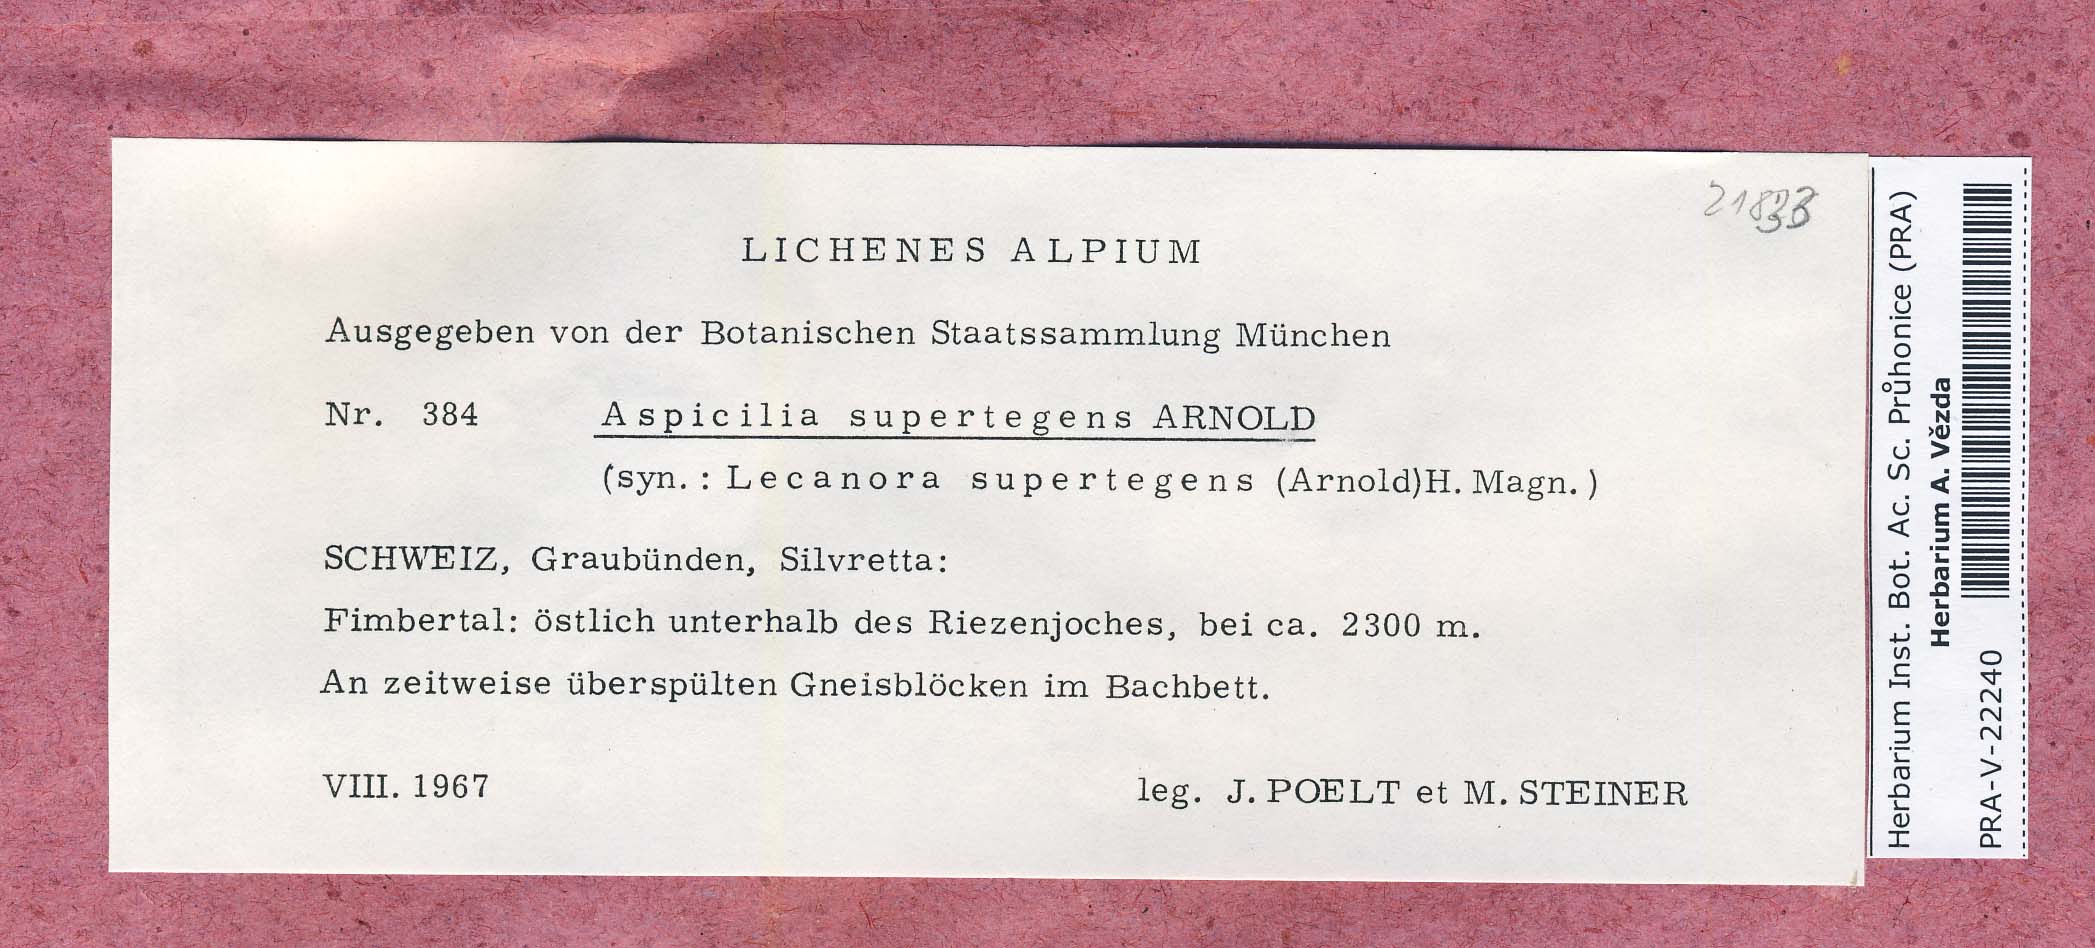 LICHENES ALPIUM
Ausgegeben von der Botanischen Staatssammlung München
Nr. 384 Aspicilia supertegens ARNOLD
(syn.: Lecanora supertegens (Arnold)H. Magn.)
SCHWEIZ, Graubünden, Silvretta:
Fimbertal: östlich unterhalb des Riezenjoches, bei ca. 2300 m.
An zeitweise überspülten Gneisblöcken im Bachbett.
VIII. 1967 leg. J. POELT et M. STEINER
Herbarium Inst. Bot. Ac. Sc. Průhonice (PRA)
Herbarium A. Vězda
PRA-V-22240